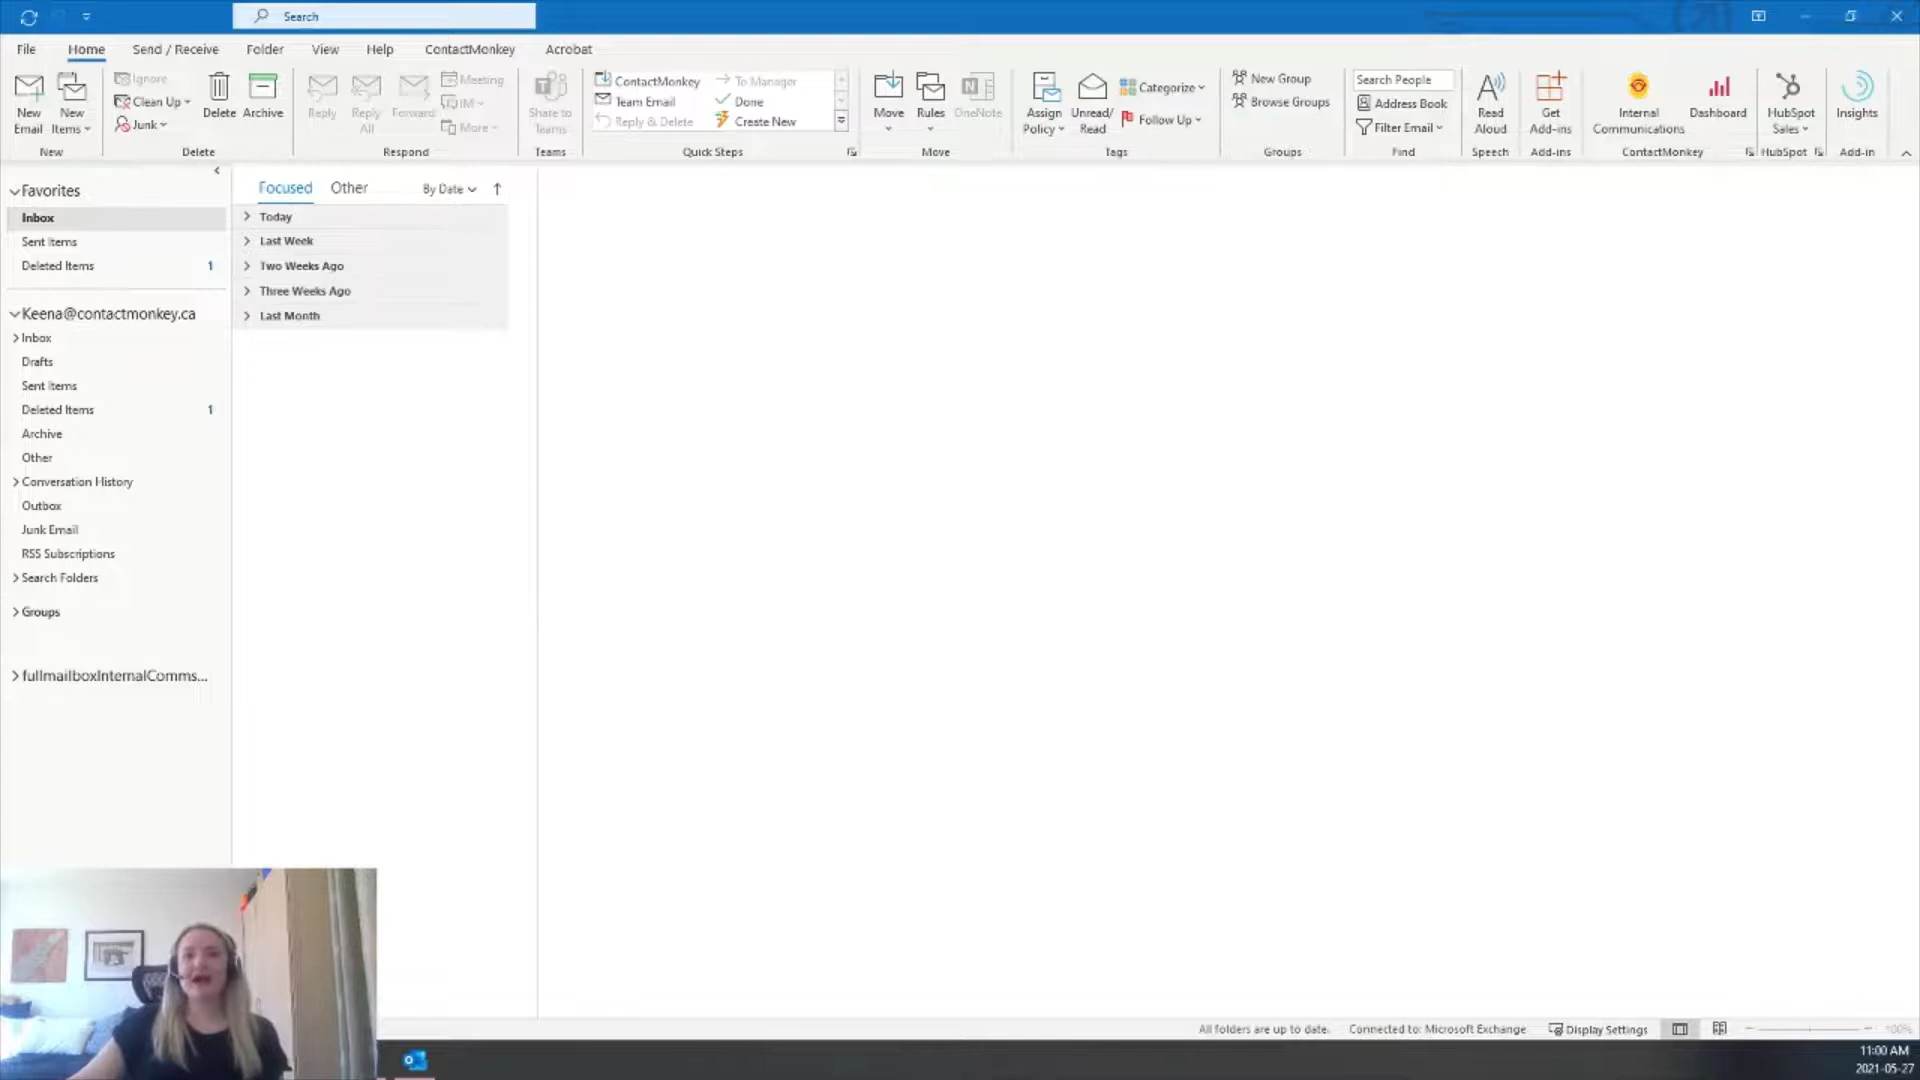 Search
File Home Send / Receive Folder View Help ContactMonkey Acrobat
New Email
New Items
New
Ignore
Clean Up
Junk
Delete
Archive
Delete
Reply
Reply All
Forward
Meeting
IM
More
Respond
Share to Teams
Teams
ContactMonkey
Team Email
Reply & Delete
To Manager
Done
Create New
Quick Steps
Move
Rules
OneNote
Move
Assign Policy
Unread/ Read
Categorize
Follow Up
Tags
New Group
Browse Groups
Groups
Search People
Address Book
Filter Email
Find
Read Aloud
Speech
Get Add-ins
Add-ins
Internal Communications
Dashboard
ContactMonkey
HubSpot Sales
HubSpot
Insights
Add-in
Favorites
Inbox
Sent Items
Deleted Items 1
Keena@contactmonkey.ca
Inbox
Drafts
Sent Items
Deleted Items 1
Archive
Other
Conversation History
Outbox
Junk Email
RSS Subscriptions
Search Folders
Groups
fullmailboxInternalComms...
Focused Other By Date
Today
Last Week
Two Weeks Ago
Three Weeks Ago
Last Month
All folders are up to date. Connected to: Microsoft Exchange Display Settings 100%
11:00 AM
2021-05-27